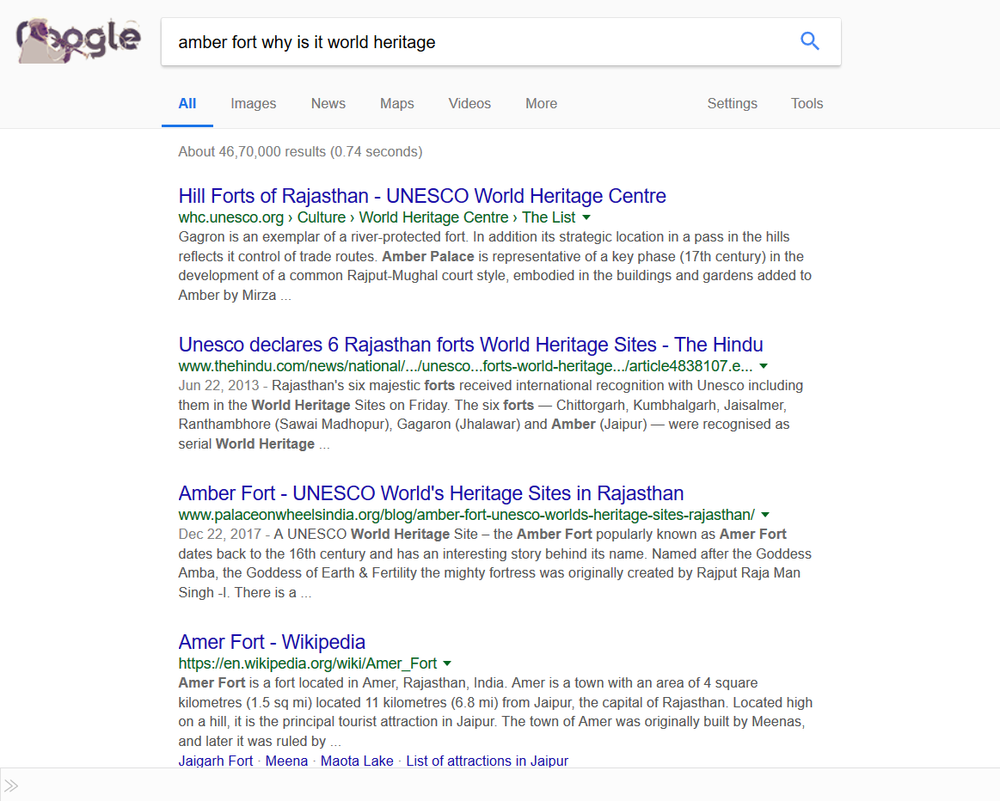 Google
amber fort why is it world heritage
All Images News Maps Videos More Settings Tools
About 46,70,000 results (0.74 seconds)
Hill Forts of Rajasthan - UNESCO World Heritage Centre
whc.unesco.org › Culture › World Heritage Centre › The List
Gagron is an exemplar of a river-protected fort. In addition its strategic location in a pass in the hills
reflects it control of trade routes. Amber Palace is representative of a key phase (17th century) in the
development of a common Rajput-Mughal court style, embodied in the buildings and gardens added to
Amber by Mirza ...
Unesco declares 6 Rajasthan forts World Heritage Sites - The Hindu
www.thehindu.com/news/national/.../unesco...forts-world-heritage.../article4838107.e...
Jun 22, 2013 - Rajasthan's six majestic forts received international recognition with Unesco including
them in the World Heritage Sites on Friday. The six forts — Chittorgarh, Kumbhalgarh, Jaisalmer,
Ranthambhore (Sawai Madhopur), Gagaron (Jhalawar) and Amber (Jaipur) — were recognised as
serial World Heritage ...
Amber Fort - UNESCO World's Heritage Sites in Rajasthan
www.palaceonwheelsindia.org/blog/amber-fort-unesco-worlds-heritage-sites-rajasthan/
Dec 22, 2017 - A UNESCO World Heritage Site – the Amber Fort popularly known as Amer Fort
dates back to the 16th century and has an interesting story behind its name. Named after the Goddess
Amba, the Goddess of Earth & Fertility the mighty fortress was originally created by Rajput Raja Man
Singh -I. There is a ...
Amer Fort - Wikipedia
https://en.wikipedia.org/wiki/Amer_Fort
Amer Fort is a fort located in Amer, Rajasthan, India. Amer is a town with an area of 4 square
kilometres (1.5 sq mi) located 11 kilometres (6.8 mi) from Jaipur, the capital of Rajasthan. Located high
on a hill, it is the principal tourist attraction in Jaipur. The town of Amer was originally built by Meenas,
and later it was ruled by ...
Jaigarh Fort · Meena · Maota Lake · List of attractions in Jaipur